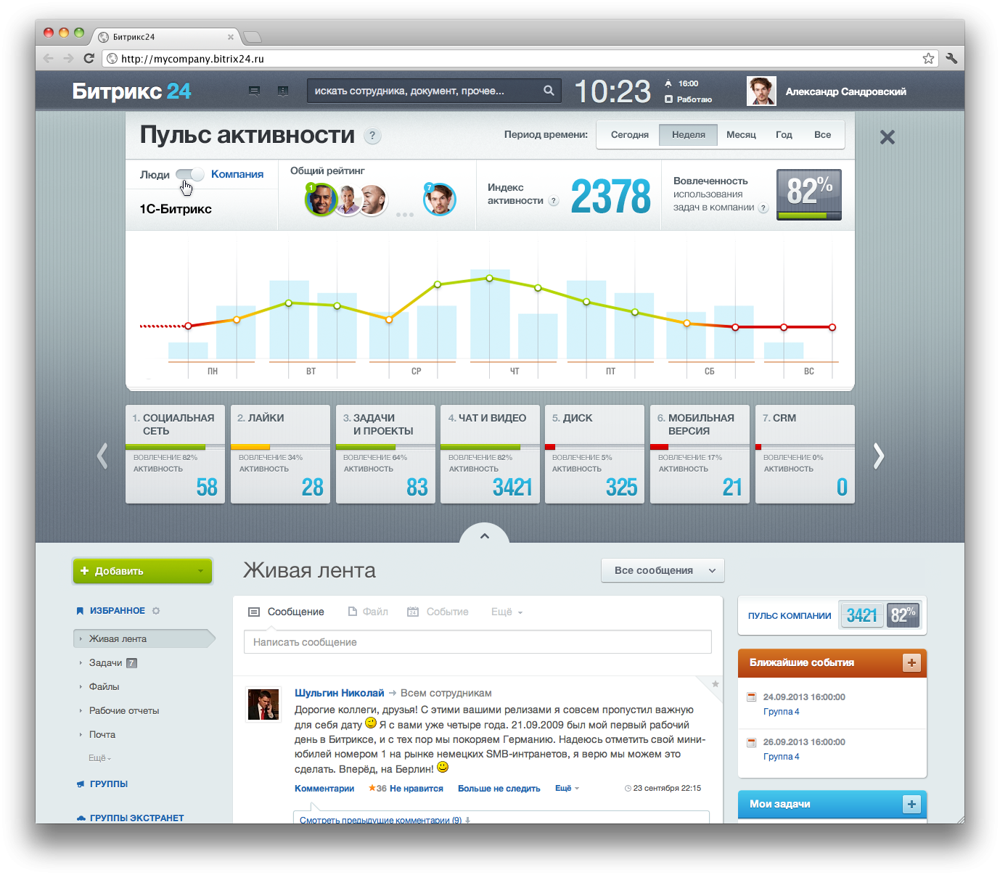 Битрикс24
http://mycompany.bitrix24.ru
Битрикс 24
искать сотрудника, документ, прочее...
10:23
16:00
Работаю
Александр Сандровский
Пульс активности ?
Период времени:
Сегодня Неделя Месяц Год Все
Люди Компания
1С-Битрикс
Общий рейтинг
1
7
Индекс
активности ?
2378
Вовлеченность
использования
задач в компании ?
82%
ПН ВТ СР ЧТ ПТ СБ ВС
1. СОЦИАЛЬНАЯ
СЕТЬ
ВОВЛЕЧЕНИЕ 82%
АКТИВНОСТЬ
58
2. ЛАЙКИ
ВОВЛЕЧЕНИЕ 34%
АКТИВНОСТЬ
28
3. ЗАДАЧИ
И ПРОЕКТЫ
ВОВЛЕЧЕНИЕ 64%
АКТИВНОСТЬ
83
4. ЧАТ И ВИДЕО
ВОВЛЕЧЕНИЕ 82%
АКТИВНОСТЬ
3421
5. ДИСК
ВОВЛЕЧЕНИЕ 5%
АКТИВНОСТЬ
325
6. МОБИЛЬНАЯ
ВЕРСИЯ
ВОВЛЕЧЕНИЕ 17%
АКТИВНОСТЬ
21
7. CRM
ВОВЛЕЧЕНИЕ 0%
АКТИВНОСТЬ
0
Добавить
ИЗБРАННОЕ
Живая лента
Задачи 7
Файлы
Рабочие отчеты
Почта
Ещё
ГРУППЫ
ГРУППЫ ЭКСТРАНЕТ
Живая лента
Все сообщения
Сообщение Файл 24 Событие Ещё
Написать сообщение
Шульгин Николай → Всем сотрудникам
Дорогие коллеги, друзья! С этими вашими релизами я совсем пропустил важную
для себя дату Я с вами уже четыре года. 21.09.2009 был мой первый рабочий
день в Битриксе, и с тех пор мы покоряем Германию. Надеюсь отметить свой мини-
юбилей номером 1 на рынке немецких SMB-интранетов, я верю мы можем это
сделать. Вперёд, на Берлин!
Комментарии ★36 Не нравится Больше не следить Ещё 23 сентября 22:15
Смотреть предыдущие комментарии (9)
ПУЛЬС КОМПАНИИ 3421 82%
Ближайшие события
24.09.2013 16:00:00
Группа 4
26.09.2013 16:00:00
Группа 4
Мои задачи